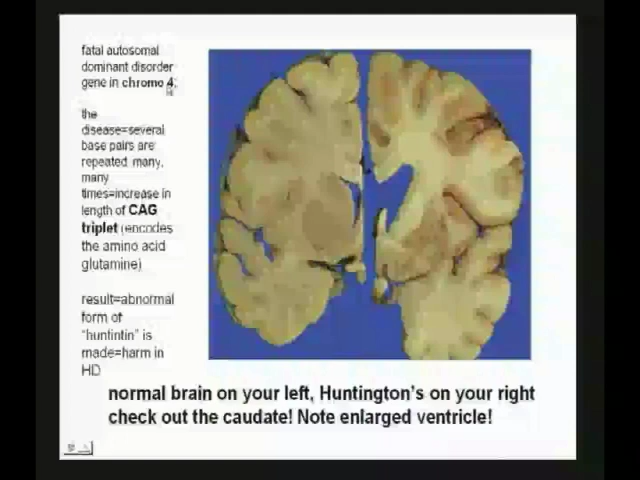 fatal autosomal
dominant disorder
gene in chromo 4;
the
disease=several
base pairs are
repeated many,
many
times=increase in
length of CAG
triplet (encodes
the amino acid
glutamine)
result=abnormal
form of
"huntintin" is
made=harm in
HD
normal brain on your left, Huntington's on your right
check out the caudate! Note enlarged ventricle!